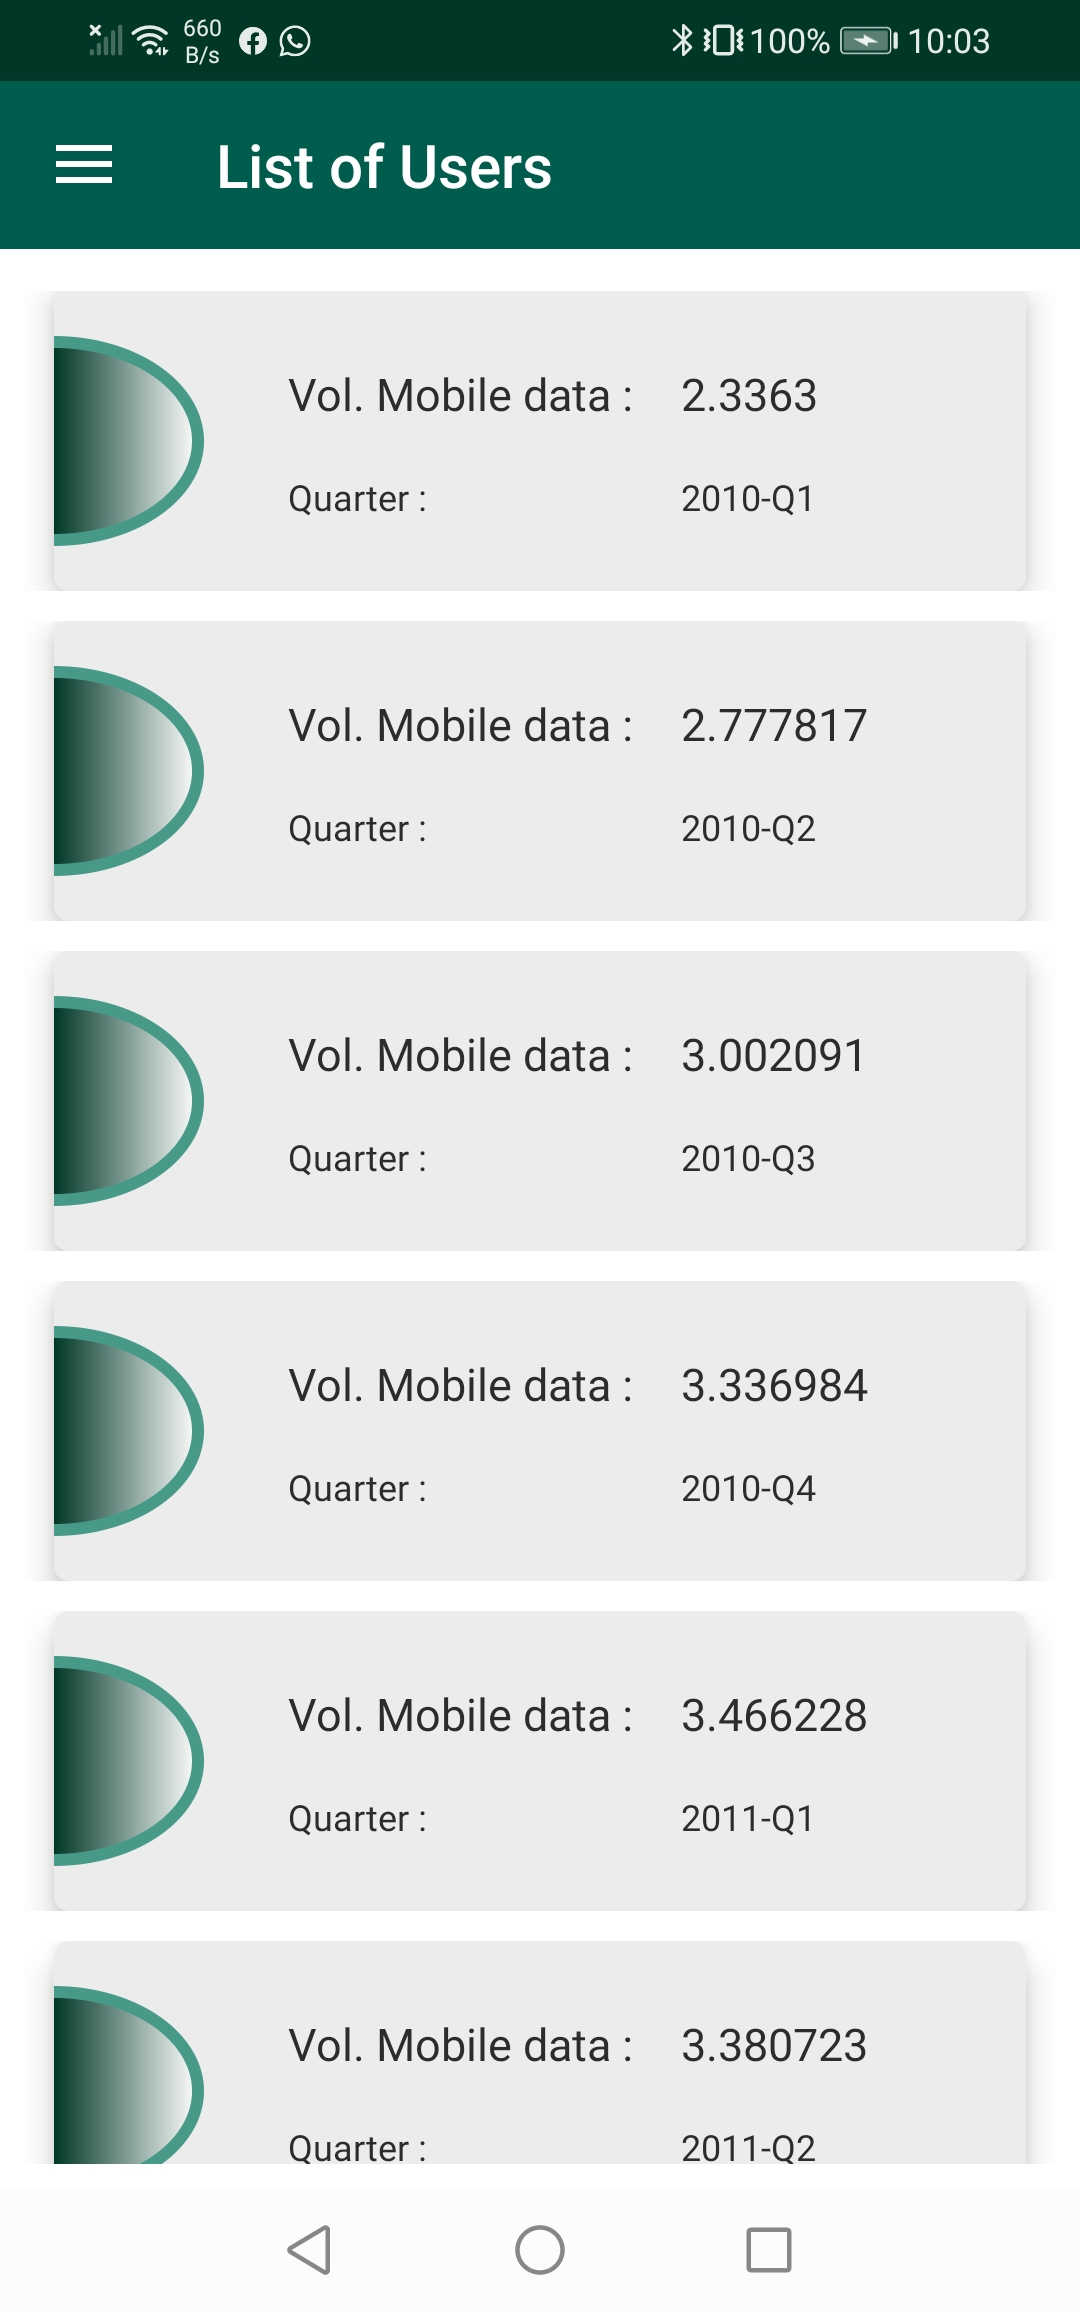 660
B/s
100%
10:03
List of Users
Vol. Mobile data : 2.3363
Quarter : 2010-Q1
Vol. Mobile data : 2.777817
Quarter : 2010-Q2
Vol. Mobile data : 3.002091
Quarter : 2010-Q3
Vol. Mobile data : 3.336984
Quarter : 2010-Q4
Vol. Mobile data : 3.466228
Quarter : 2011-Q1
Vol. Mobile data : 3.380723
Quarter : 2011-Q2